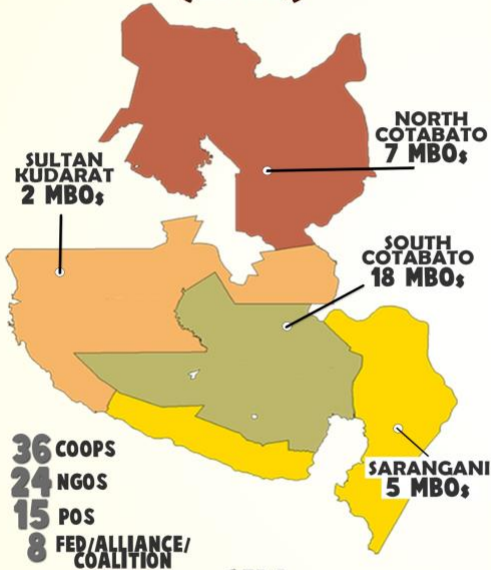 NORTH
COTABATO
7 MBOs
SULTAN
KUDARAT
2 MBOs
SOUTH
COTABATO
18 MBOs
SARANGANI
5 MBOs
36 COOPS
24 NGOS
15 POS
8 FED/ALLIANCE/
COALITION